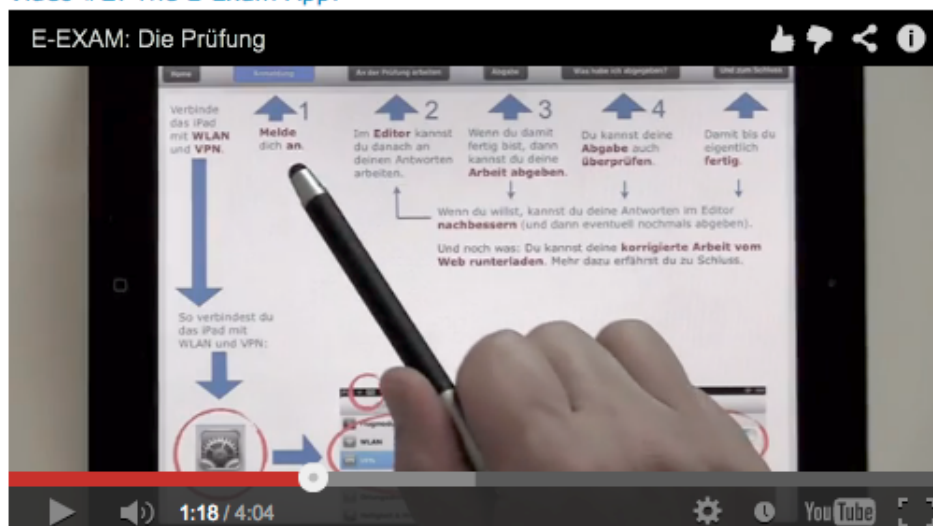 E-EXAM: Die Prüfung
Home
Anmeldung
An der Prüfung arbeiten
Abgabe
Was habe ich abgegeben?
Und zum Schluss
Verbinde
das iPad
mit WLAN
und VPN.
1
Melde
dich an.
2
Im Editor kannst
du danach an
deinen Antworten
arbeiten.
3
Wenn du damit
fertig bist, dann
kannst du deine
Arbeit abgeben.
4
Du kannst deine
Abgabe auch
überprüfen.
Damit bis du
eigentlich
fertig.
Wenn du willst, kannst du deine Antworten im Editor
nachbessern (und dann eventuell nochmals abgeben).
Und noch was: Du kannst deine korrigierte Arbeit vom
Web runterladen. Mehr dazu erfährst du zu Schluss.
So verbindest du
das iPad mit
WLAN und VPN:
WLAN
VPN
1:18 / 4:04
YouTube